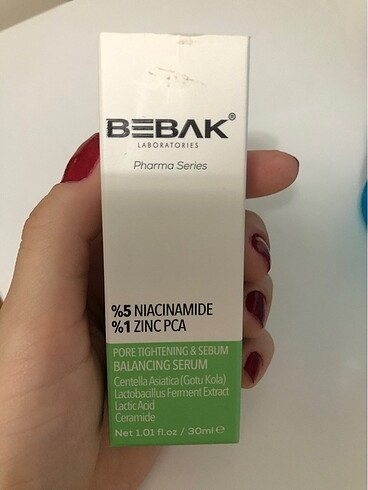 BEBAK®
LABORATORIES
Pharma Series
%5 NIACINAMIDE
%1 ZINC PCA
PORE TIGHTENING & SEBUM
BALANCING SERUM
Centella Asiatica (Gotu Kola)
Lactobacillus Ferment Extract
Lactic Acid
Ceramide
Net 1.01 fl.oz / 30ml ℮